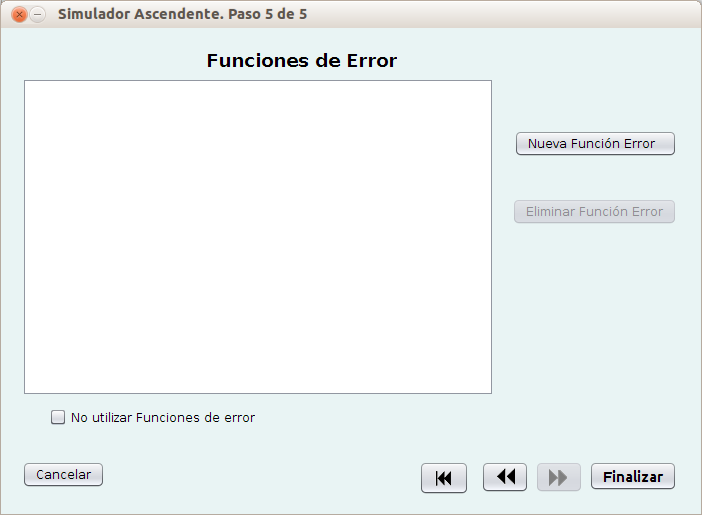 Simulador Ascendente. Paso 5 de 5
Funciones de Error
Nueva Función Error
Eliminar Función Error
No utilizar Funciones de error
Cancelar
Finalizar